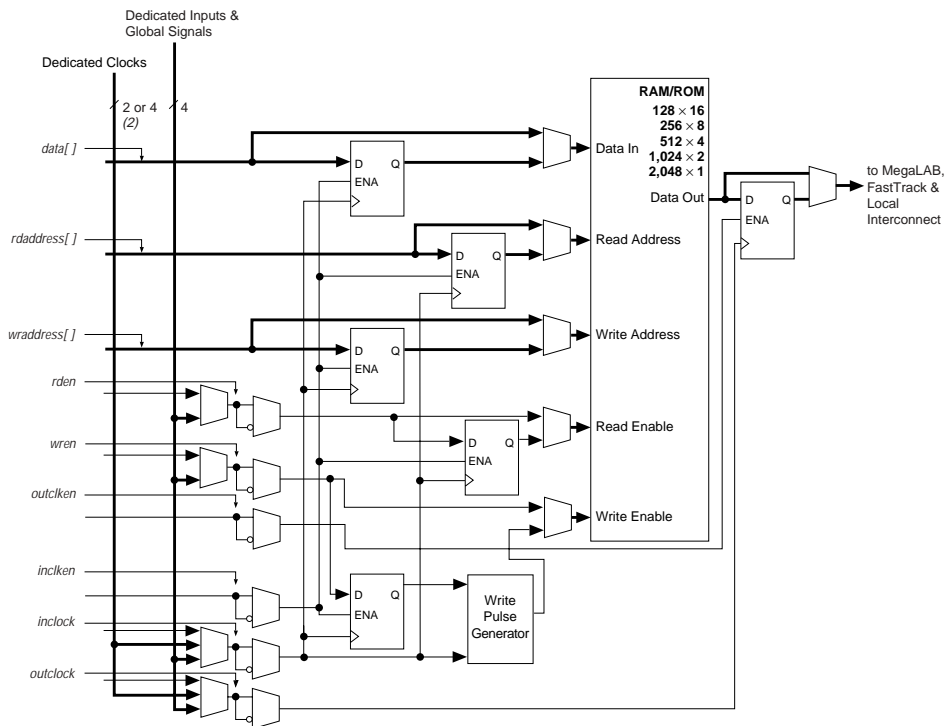 Dedicated Inputs &
Global Signals
Dedicated Clocks
2 or 4
(2)
4
RAM/ROM
128 × 16
256 × 8
512 × 4
1,024 × 2
2,048 × 1
data[ ]
D Q
ENA
Data In
Data Out
D Q
ENA
to MegaLAB,
FastTrack &
Local
Interconnect
rdaddress[ ]
D Q
ENA
Read Address
wraddress[ ]
D Q
ENA
Write Address
rden
D Q
ENA
Read Enable
wren
outclken
Write Enable
inclken
D Q
ENA
Write
Pulse
Generator
inclock
outclock